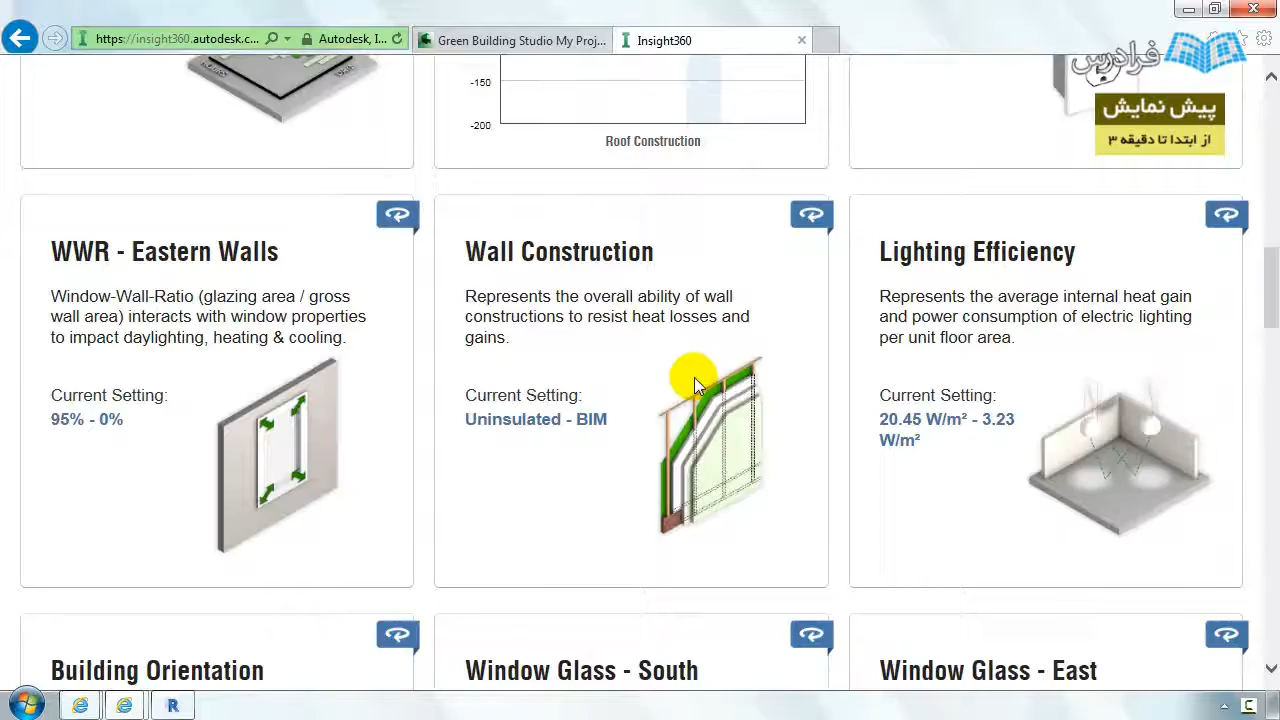 https://insight360.autodesk.c...
Autodesk, I...
Green Building Studio My Proj...
Insight360
فرادرس
پیش نمایش
از ابتدا تا دقیقه ۳
HOURS
-150
-200
Roof Construction
WWR - Eastern Walls
Window-Wall-Ratio (glazing area / gross
wall area) interacts with window properties
to impact daylighting, heating & cooling.
Current Setting:
95% - 0%
Wall Construction
Represents the overall ability of wall
constructions to resist heat losses and
gains.
Current Setting:
Uninsulated - BIM
Lighting Efficiency
Represents the average internal heat gain
and power consumption of electric lighting
per unit floor area.
Current Setting:
20.45 W/m² - 3.23
W/m²
Building Orientation
Window Glass - South
Window Glass - East